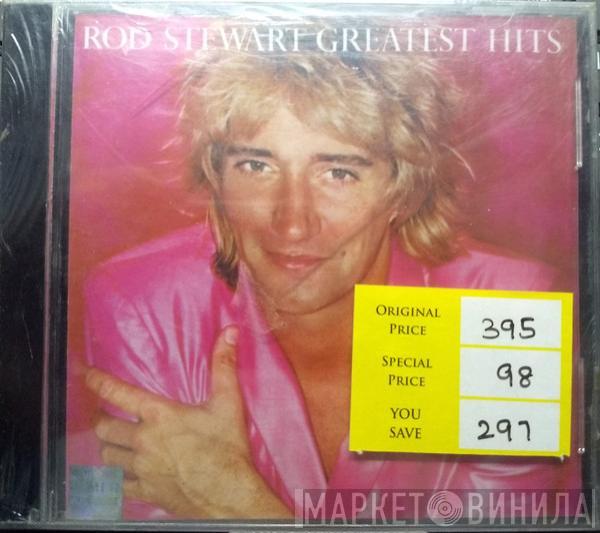 ROD STEWART GREATEST HITS
ORIGINAL
PRICE
395
SPECIAL
PRICE
98
YOU
SAVE
297
МАРКЕТ ВИНИЛА